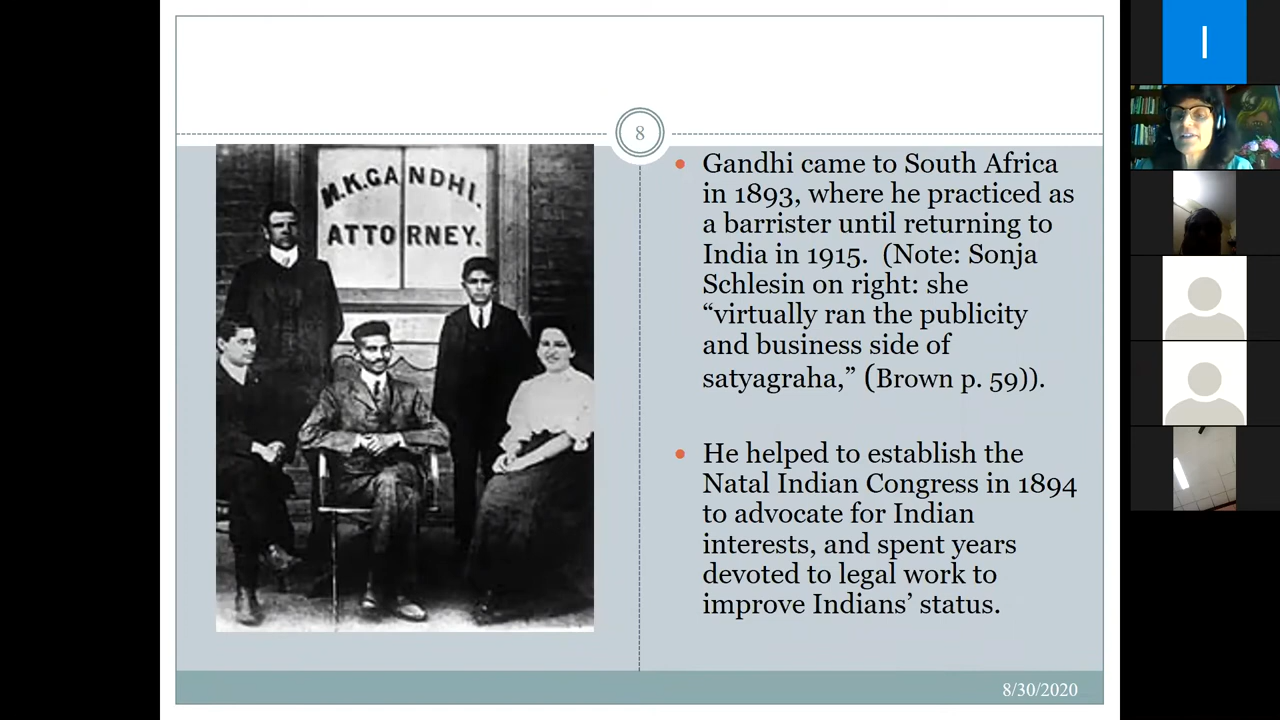 8
M.K.GANDHI.
ATTORNEY.
Gandhi came to South Africa
in 1893, where he practiced as
a barrister until returning to
India in 1915.  (Note: Sonja
Schlesin on right: she
“virtually ran the publicity
and business side of
satyagraha,” (Brown p. 59)).
He helped to establish the
Natal Indian Congress in 1894
to advocate for Indian
interests, and spent years
devoted to legal work to
improve Indians’ status.
8/30/2020
I